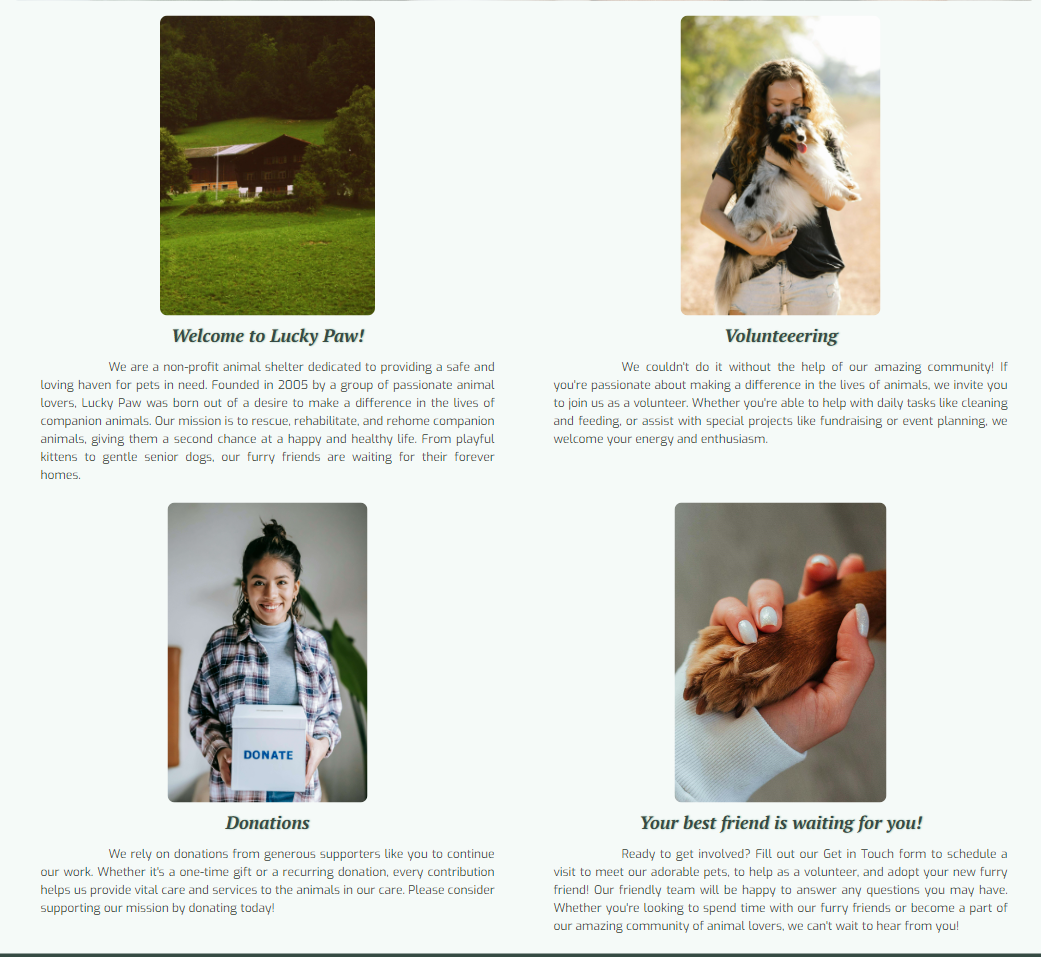 Welcome to Lucky Paw!
We are a non-profit animal shelter dedicated to providing a safe and
loving haven for pets in need. Founded in 2005 by a group of passionate animal
lovers, Lucky Paw was born out of a desire to make a difference in the lives of
companion animals. Our mission is to rescue, rehabilitate, and rehome companion
animals, giving them a second chance at a happy and healthy life. From playful
kittens to gentle senior dogs, our furry friends are waiting for their forever
homes.
Volunteeering
We couldn't do it without the help of our amazing community! If
you're passionate about making a difference in the lives of animals, we invite you
to join us as a volunteer. Whether you're able to help with daily tasks like cleaning
and feeding, or assist with special projects like fundraising or event planning, we
welcome your energy and enthusiasm.
DONATE
Donations
We rely on donations from generous supporters like you to continue
our work. Whether it's a one-time gift or a recurring donation, every contribution
helps us provide vital care and services to the animals in our care. Please consider
supporting our mission by donating today!
Your best friend is waiting for you!
Ready to get involved? Fill out our Get in Touch form to schedule a
visit to meet our adorable pets, to help as a volunteer, and adopt your new furry
friend! Our friendly team will be happy to answer any questions you may have.
Whether you're looking to spend time with our furry friends or become a part of
our amazing community of animal lovers, we can't wait to hear from you!